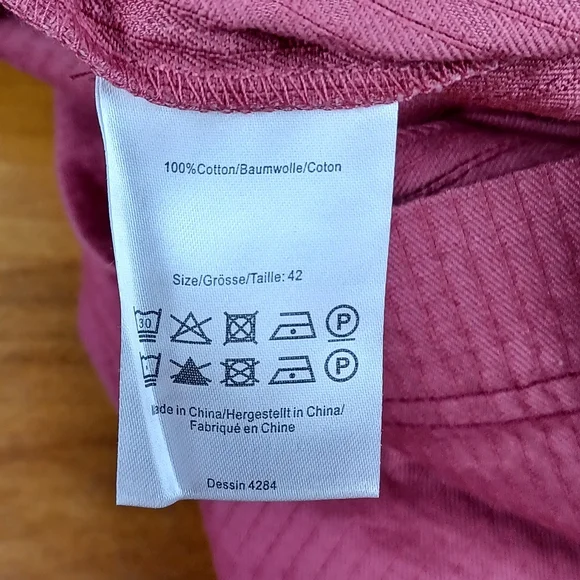 100%Cotton/Baumwolle/Coton
Size/Grösse/Taille: 42
30 P
P
ade in China/Hergestellt in China/
Fabriqué en Chine
Dessin 4284